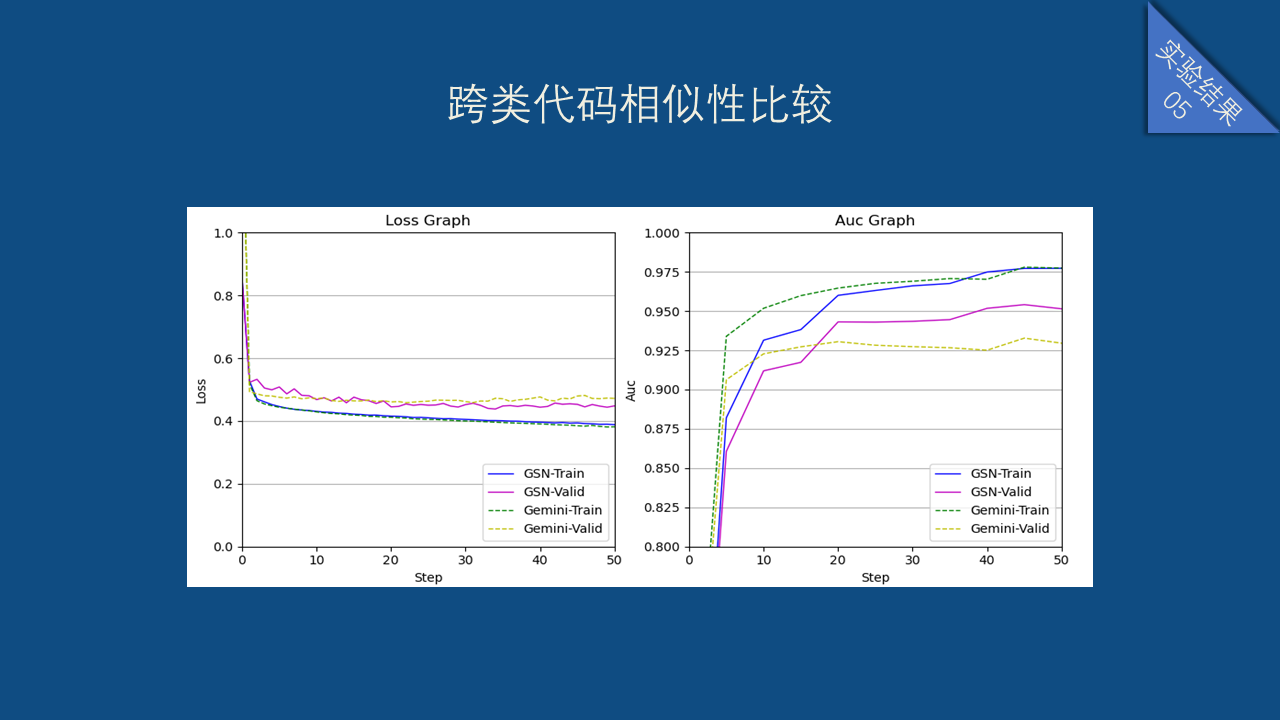 跨类代码相似性比较
实验结果
05
Loss Graph
1.0
0.8
0.6
0.4
0.2
0.0
Loss
0 10 20 30 40 50
Step
GSN-Train
GSN-Valid
Gemini-Train
Gemini-Valid
Auc Graph
1.000
0.975
0.950
0.925
0.900
0.875
0.850
0.825
0.800
Auc
0 10 20 30 40 50
Step
GSN-Train
GSN-Valid
Gemini-Train
Gemini-Valid